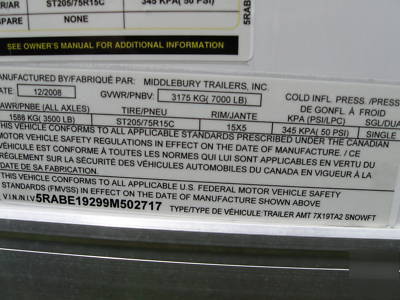 R/AR ST205/75R15C 345 KPA( 50 PSI)
SPARE NONE
SEE OWNER'S MANUAL FOR ADDITIONAL INFORMATION
5RABE
MANUFACTURED BY/FABRIQUÉ PAR: MIDDLEBURY TRAILERS, INC.
DATE: 12/2008 GVWR/PNBV: 3175 KG( 7000 LB) COLD INFL. PRESS. /PRESS
DE GONFL. À FROID
GAWR/PNBE (ALL AXLES) TIRE/PNEU RIM/JANTE KPA (PSI/LPC) SGL/DUAL
1588 KG( 3500 LB) ST205/75R15C 15X5 345 KPA( 50 PSI) SINGLE
THIS VEHICLE CONFORMS TO ALL APPLICABLE STANDARDS PRESCRIBED UNDER THE CANADIAN
MOTOR VEHICLE SAFETY REGULATIONS IN EFFECT ON THE DATE OF MANUFACTURE. / CE
VÉHICULE EST CONFORME À TOUTES LES NORMES QUI LUI SONT APPLICABLES EN VERTU DU
RÈGLEMENT SUR LA SÉCURITÉ DES VÉHICULES AUTOMOBILES DU CANADA EN VIGUEUR À LA
DATE DE SA FABRICATION.
THIS VEHICLE CONFORMS TO ALL APPLICABLE U.S. FEDERAL MOTOR VEHICLE SAFETY
STANDARDS (FMVSS) IN EFFECT ON THE DATE OF MANUFACTURE SHOWN ABOVE.
V.I.N./N.I.V. 5RABE19299M502717 TYPE/TYPE DE VÉHICULE: TRAILER AMT 7X19TA2 SNOWFT